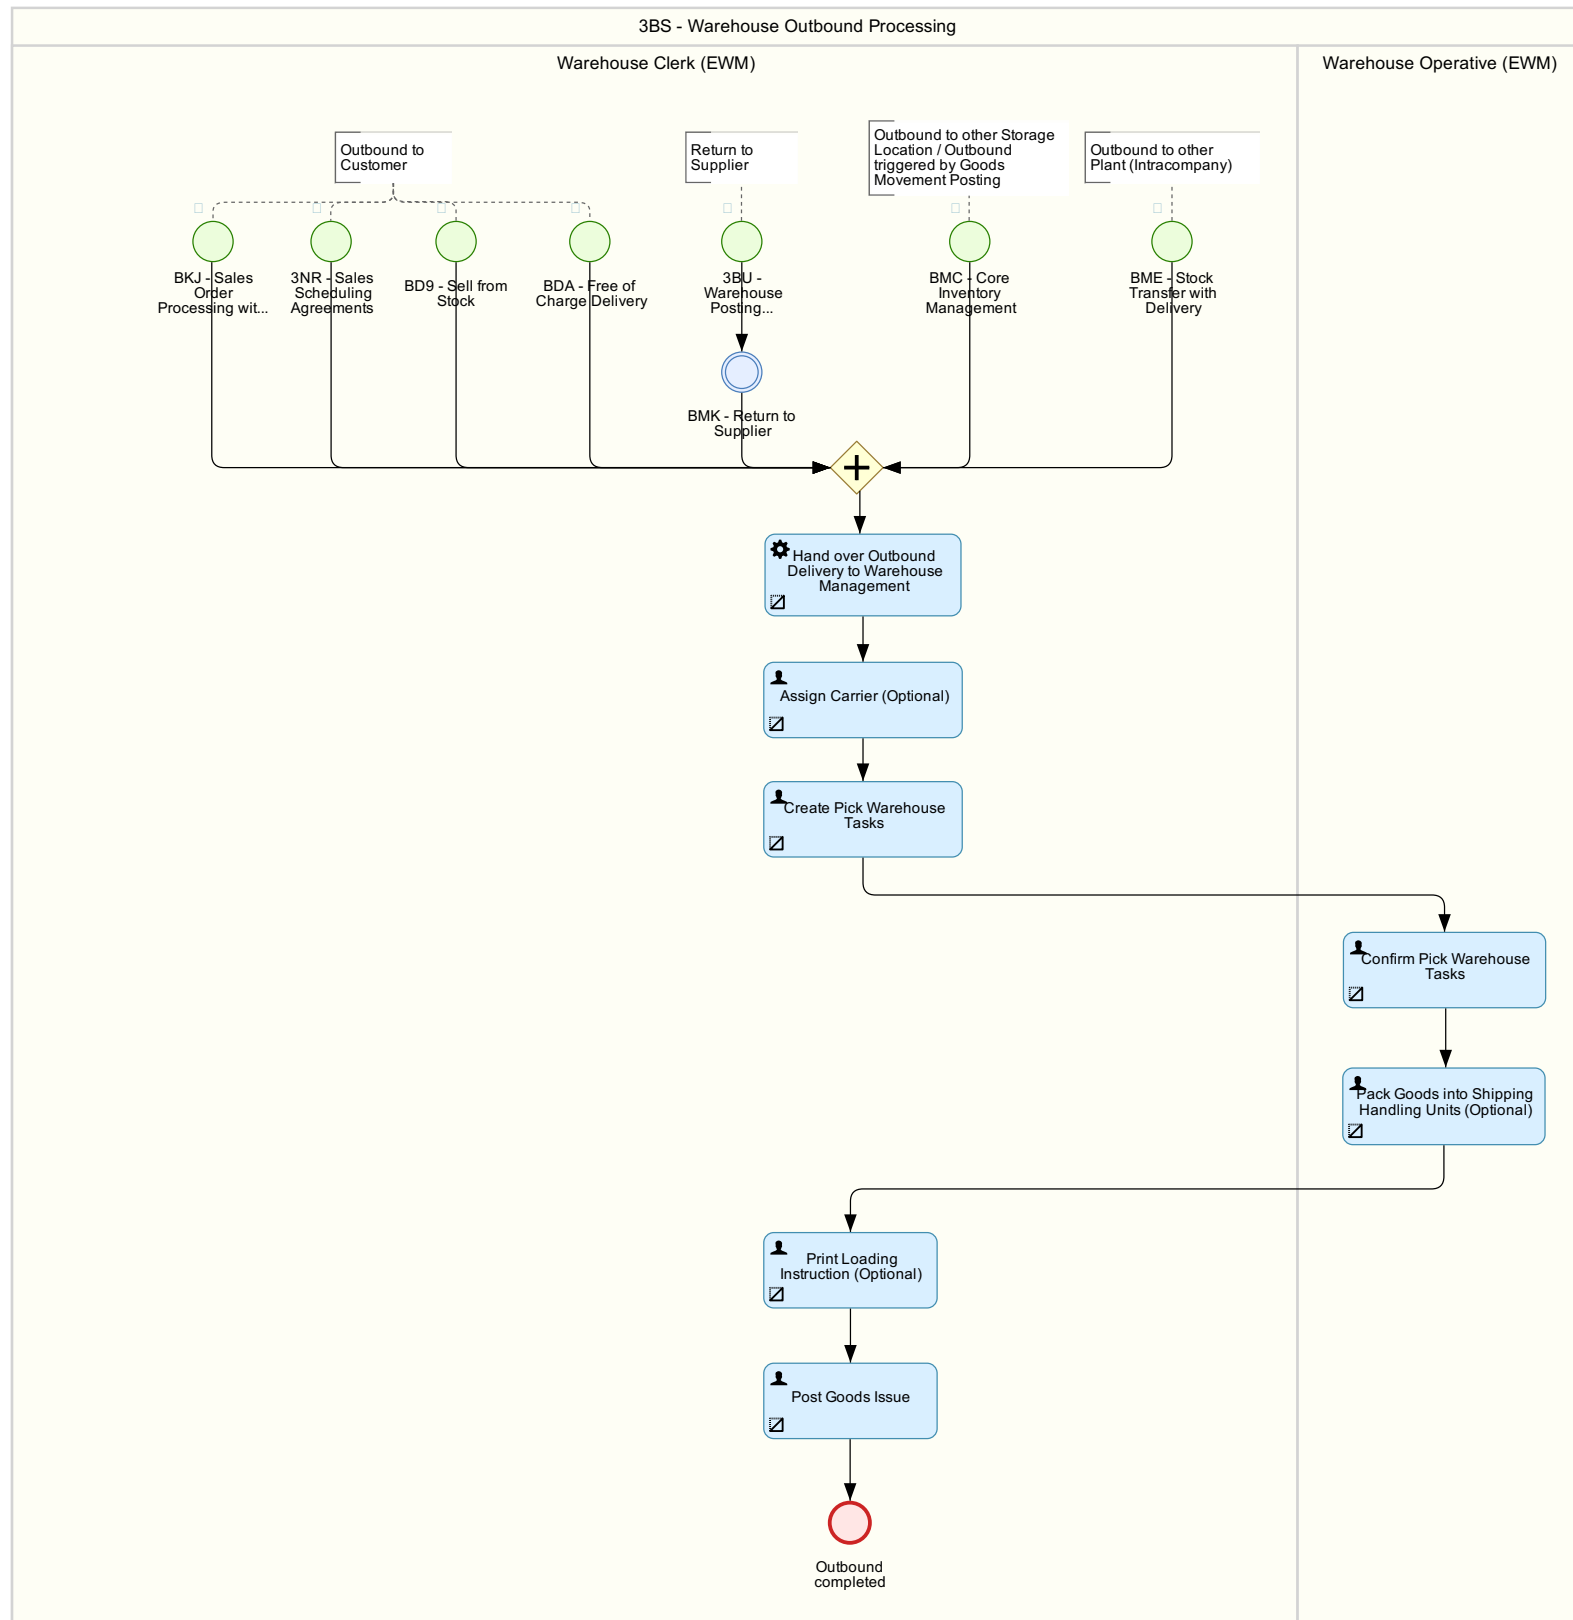 3BS - Warehouse Outbound Processing
Warehouse Clerk (EWM)
Warehouse Operative (EWM)
Outbound to
Customer
Return to
Supplier
Outbound to other Storage
Location / Outbound
triggered by Goods
Movement Posting
Outbound to other
Plant (Intracompany)
BKJ - Sales
Order
Processing wit...
3NR - Sales
Scheduling
Agreements
BD9 - Sell from
Stock
BDA - Free of
Charge Delivery
3BU -
Warehouse
Posting...
BMC - Core
Inventory
Management
BME - Stock
Transfer with
Delivery
BMK - Return to
Supplier
Hand over Outbound
Delivery to Warehouse
Management
Assign Carrier (Optional)
Create Pick Warehouse
Tasks
Confirm Pick Warehouse
Tasks
Pack Goods into Shipping
Handling Units (Optional)
Print Loading
Instruction (Optional)
Post Goods Issue
Outbound
completed